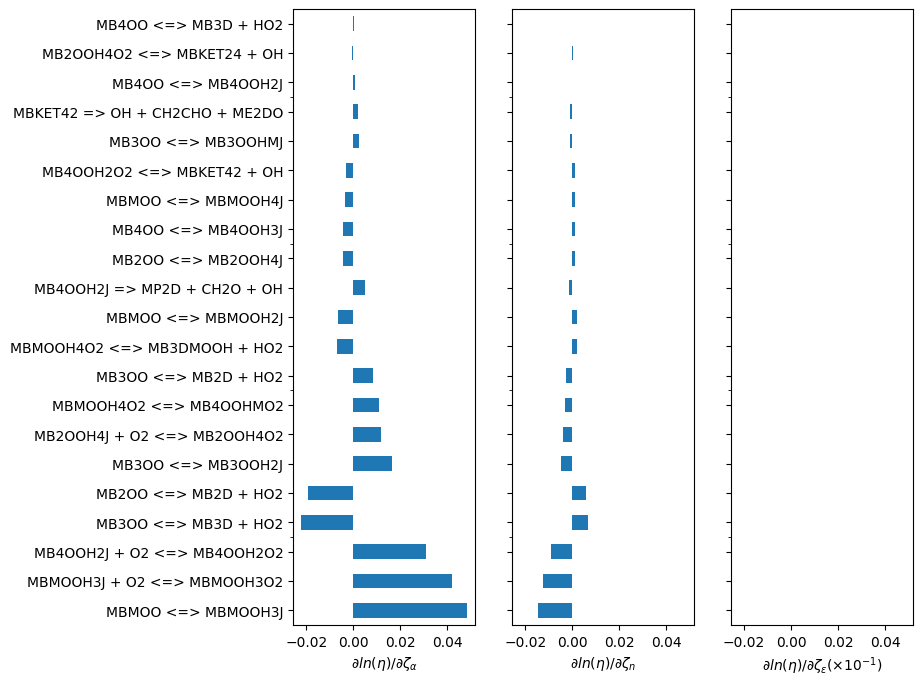 MB4OO <=> MB3D + HO2
MB2OOH4O2 <=> MBKET24 + OH
MB4OO <=> MB4OOH2J
MBKET42 => OH + CH2CHO + ME2DO
MB3OO <=> MB3OOHMJ
MB4OOH2O2 <=> MBKET42 + OH
MBMOO <=> MBMOOH4J
MB4OO <=> MB4OOH3J
MB2OO <=> MB2OOH4J
MB4OOH2J => MP2D + CH2O + OH
MBMOO <=> MBMOOH2J
MBMOOH4O2 <=> MB3DMOOH + HO2
MB3OO <=> MB2D + HO2
MBMOOH4O2 <=> MB4OOHMO2
MB2OOH4J + O2 <=> MB2OOH4O2
MB3OO <=> MB3OOH2J
MB2OO <=> MB2D + HO2
MB3OO <=> MB3D + HO2
MB4OOH2J + O2 <=> MB4OOH2O2
MBMOOH3J + O2 <=> MBMOOH3O2
MBMOO <=> MBMOOH3J
−0.02 0.00 0.02 0.04
∂ln(η)/∂ζα
−0.02 0.00 0.02 0.04
∂ln(η)/∂ζn
−0.02 0.00 0.02 0.04
∂ln(η)/∂ζε(×10⁻¹)